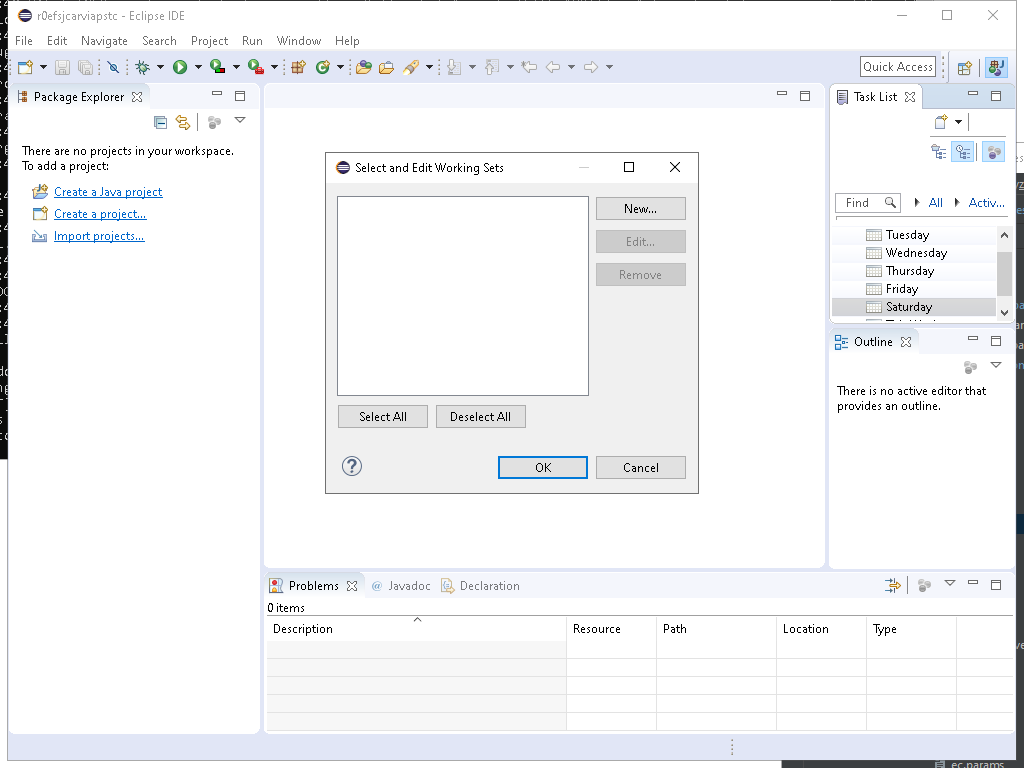 r0efsjcarviapstc - Eclipse IDE
File Edit Navigate Search Project Run Window Help
Quick Access
Package Explorer
Task List
There are no projects in your workspace.
To add a project:
Create a Java project
Create a project...
Import projects...
Select and Edit Working Sets
New...
Edit...
Remove
Select All Deselect All
OK Cancel
Find All Activ...
Tuesday
Wednesday
Thursday
Friday
Saturday
Outline
There is no active editor that
provides an outline.
Problems @ Javadoc Declaration
0 items
Description Resource Path Location Type
ec.params